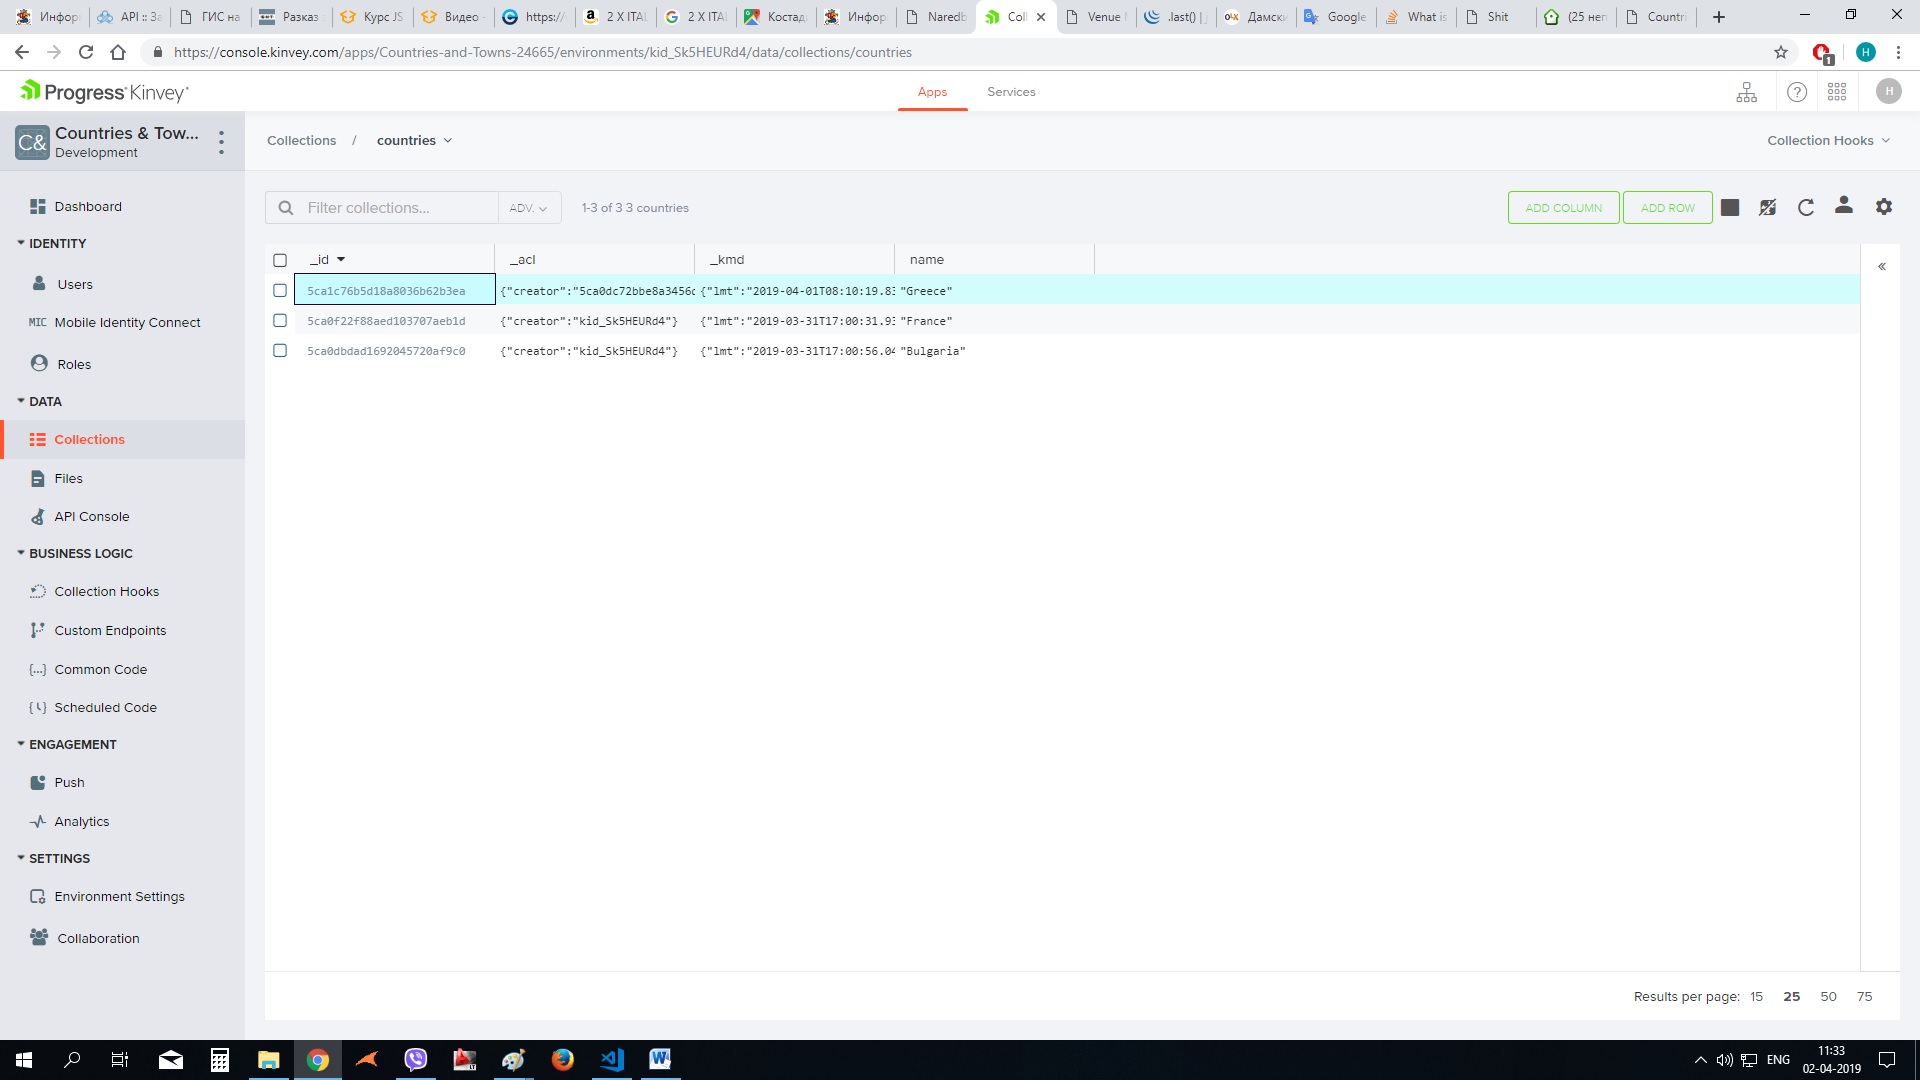 Инфор
API :: За
ГИС на
Разказ
Курс JS
Видео
https://
2 X ITAL
2 X ITAL
Костад
Инфор
Naredb
Coll
Venue
.last() |
Дамски
Google
What is
Shit
(25 неп
Countri
https://console.kinvey.com/apps/Countries-and-Towns-24665/environments/kid_Sk5HEURd4/data/collections/countries
1
H
Progress Kinvey
Apps
Services
H
C&
Countries & Tow...
Development
Collections / countries
Collection Hooks
Dashboard
Filter collections...
ADV.
1-3 of 3 3 countries
ADD COLUMN
ADD ROW
IDENTITY
Users
MIC Mobile Identity Connect
Roles
DATA
Collections
Files
API Console
BUSINESS LOGIC
Collection Hooks
Custom Endpoints
Common Code
Scheduled Code
ENGAGEMENT
Push
Analytics
SETTINGS
Environment Settings
Collaboration
_id _acl _kmd name
5ca1c76b5d18a8036b62b3ea {"creator":"5ca0dc72bbe8a3456c {"lmt":"2019-04-01T08:10:19.83 "Greece"
5ca0f22f88aed103707aeb1d {"creator":"kid_Sk5HEURd4"} {"lmt":"2019-03-31T17:00:31.93 "France"
5ca0dbdad1692045720af9c0 {"creator":"kid_Sk5HEURd4"} {"lmt":"2019-03-31T17:00:56.04 "Bulgaria"
Results per page: 15 25 50 75
ENG
11:33
02-04-2019